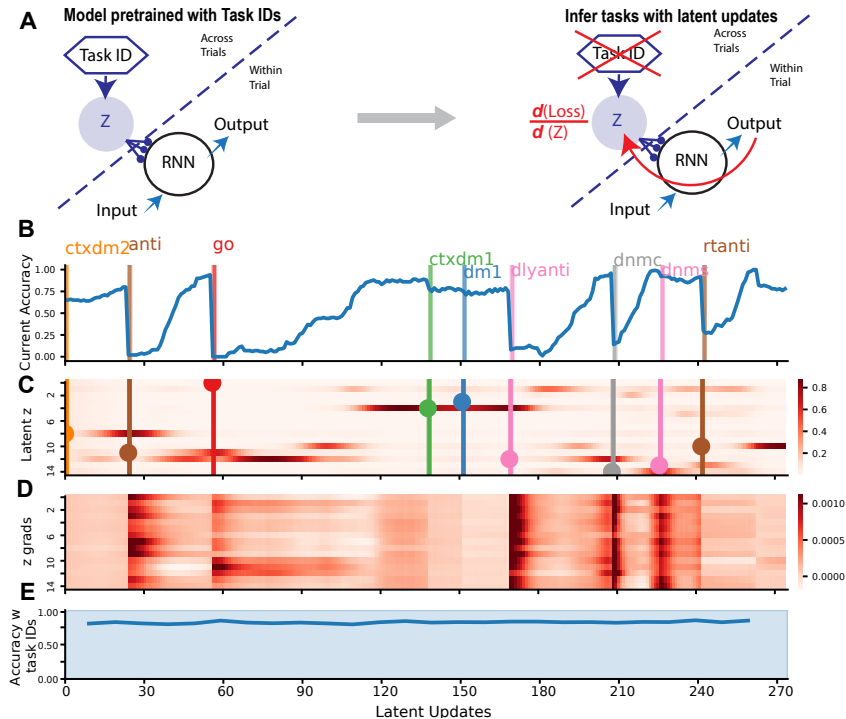 A
Model pretrained with Task IDs
Infer tasks with latent updates
Task ID
Across
Trials
Within
Trial
Z
RNN
Output
Input
Task ID
Across
Trials
Within
Trial
d(Loss)
d (Z)
Z
RNN
Output
Input
B
ctxdm2
anti
go
ctxdm1
dm1
dlyanti
dnmc
dnms
rtanti
Current Accuracy
1.00
0.75
0.50
0.25
0.00
C
Latent z
2
6
10
14
0.8
0.6
0.4
0.2
D
z grads
2
6
10
14
0.0010
0.0005
0.0000
E
Accuracy w
task IDs
1.00
0.50
0.00
0
30
60
90
120
150
180
210
240
270
Latent Updates